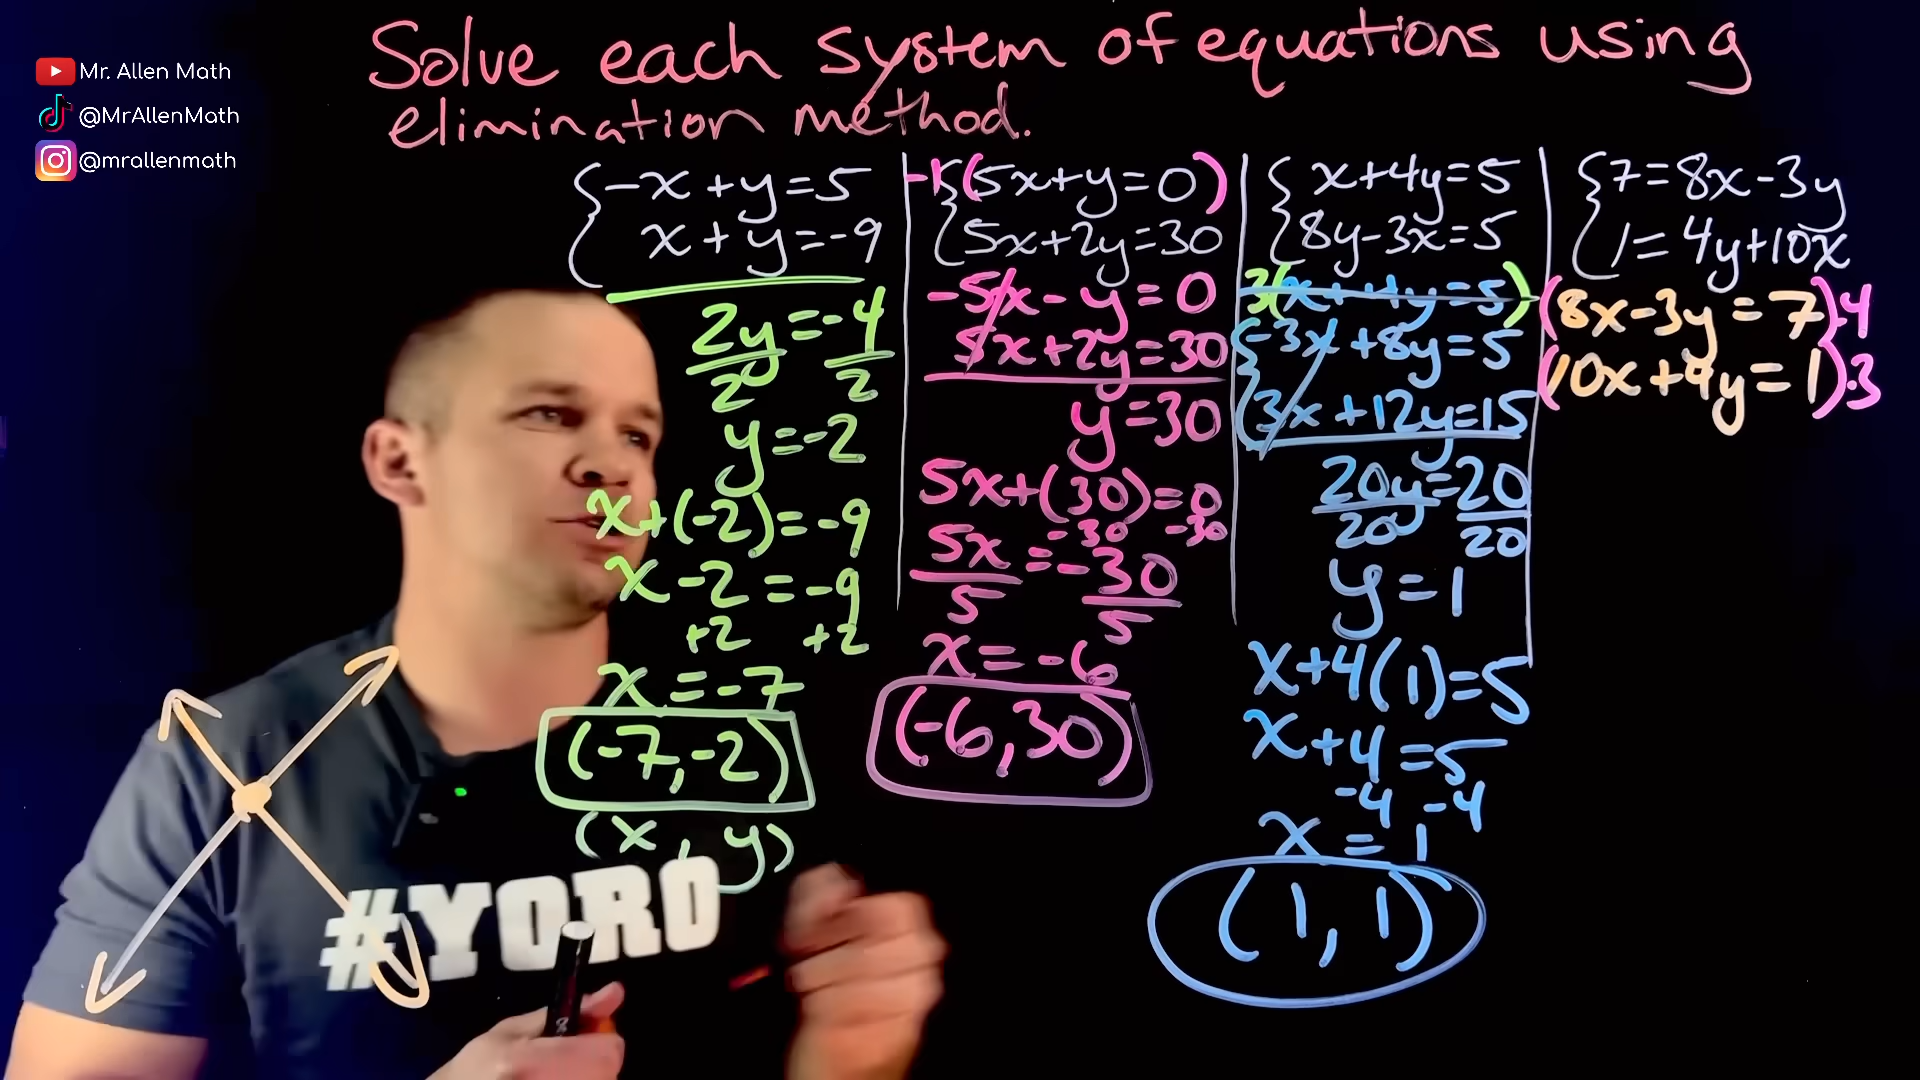 Mr. Allen Math
@MrAllenMath
@mrallenmath
Solve each system of equations using
elimination method.
{-x+y=5
x+y=-9
2y=-4
2 2
y=-2
x+(-2)=-9
x-2=-9
+2 +2
x=-7
(-7,-2)
(x,y)
-1(5x+y=0)
{5x+2y=30
-5x-y=0
5x+2y=30
y=30
5x+(30)=0
-30 -30
5x=-30
5 5
x=-6
(-6,30)
{x+4y=5
8y-3x=5
3(x+4y=5)
{-3x+8y=5
3x+12y=15
20y=20
20 20
y=1
x+4(1)=5
x+4=5
-4 -4
x=1
(1,1)
{7=8x-3y
1=4y+10x
(8x-3y=7)·4
(10x+4y=1)·3
#YORO